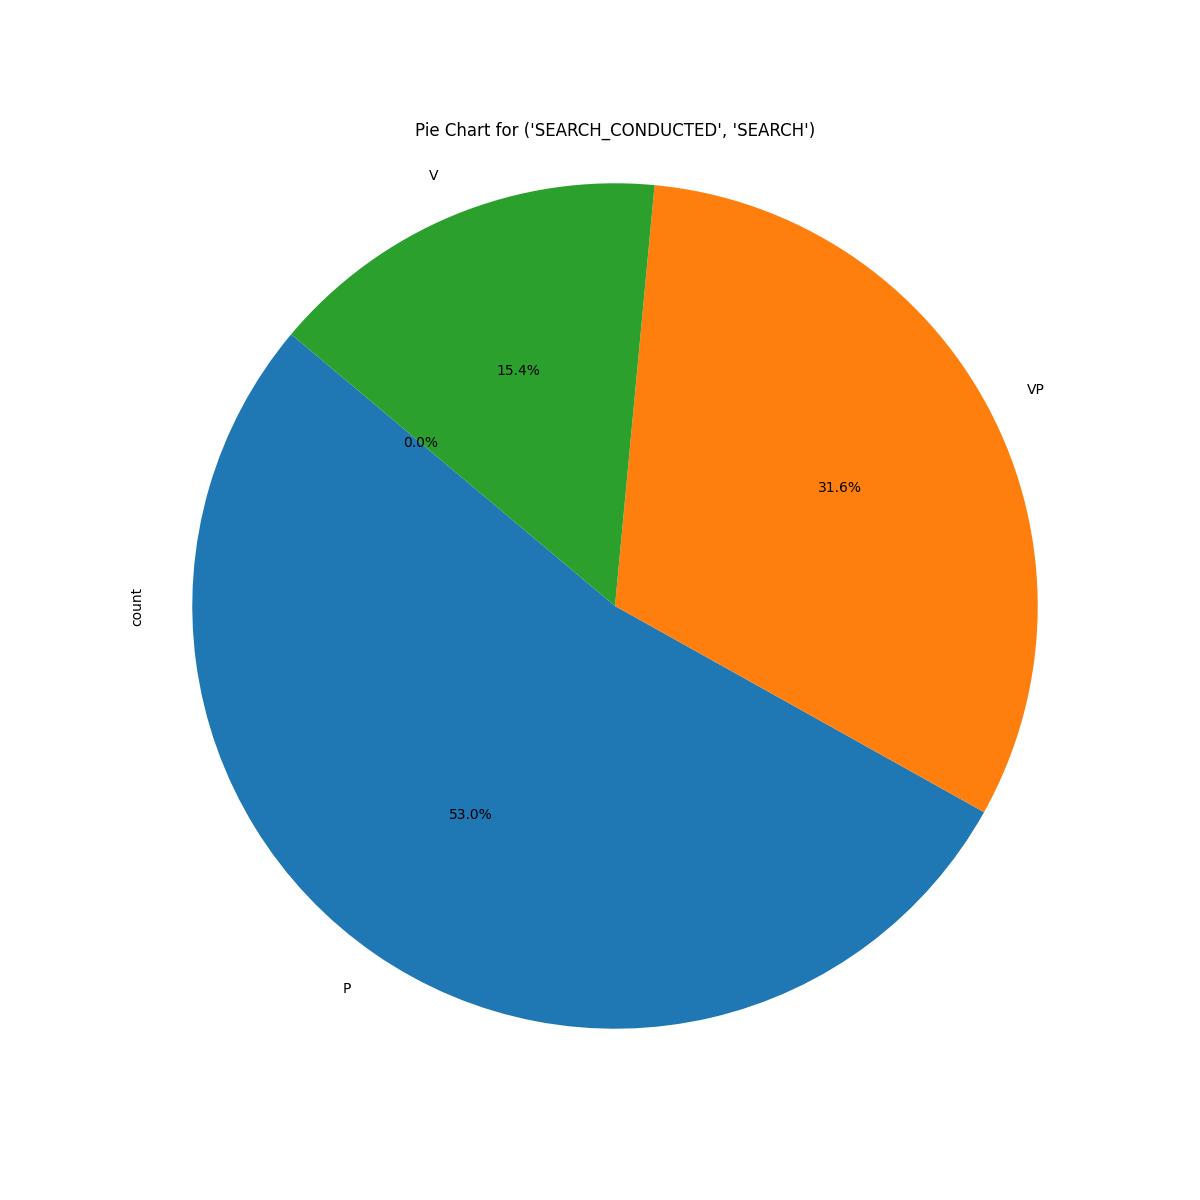 Pie Chart for ('SEARCH_CONDUCTED', 'SEARCH')
V
VP
15.4%
0.0%
31.6%
count
53.0%
P